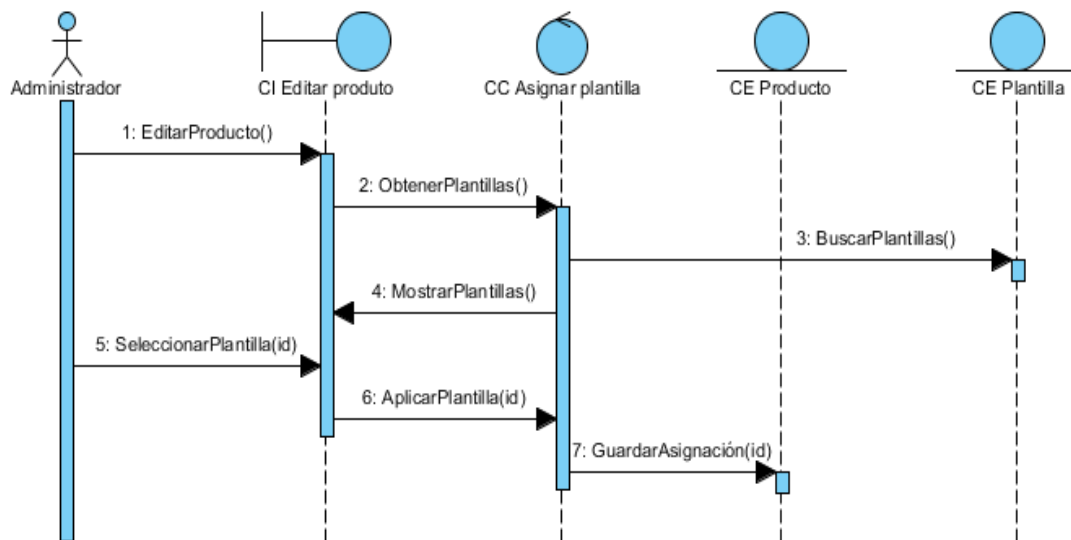 Administrador
CI Editar produto
CC Asignar plantilla
CE Producto
CE Plantilla
1: EditarProducto()
2: ObtenerPlantillas()
3: BuscarPlantillas()
4: MostrarPlantillas()
5: SeleccionarPlantilla(id)
6: AplicarPlantilla(id)
7: GuardarAsignación(id)